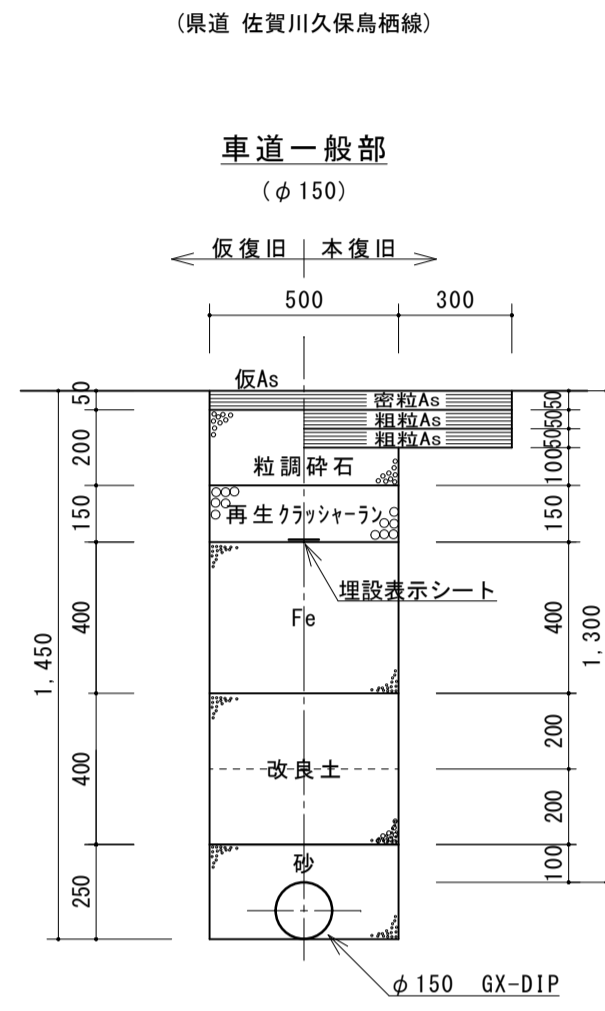 (県道 佐賀川久保鳥栖線)
車道一般部
(φ150)
仮復旧 本復旧
500 300
仮As
密粒As
粗粒As
粗粒As
粒調砕石
再生クラッシャーラン
埋設表示シート
Fe
改良土
砂
φ150 GX-DIP
50
200
150
400
400
250
1,450
50
50
50
100
150
400
200
200
100
1,300